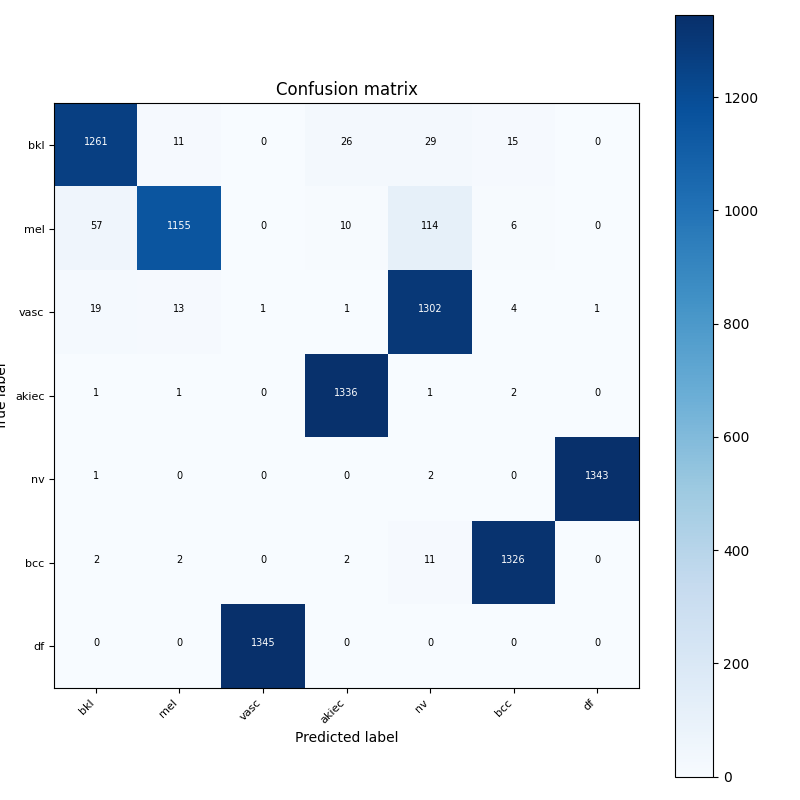 Confusion matrix
bkl 1261 11 0 26 29 15 0
mel 57 1155 0 10 114 6 0
vasc 19 13 1 1 1302 4 1
akiec 1 1 0 1336 1 2 0
nv 1 0 0 0 2 0 1343
bcc 2 2 0 2 11 1326 0
df 0 0 1345 0 0 0 0
bkl mel vasc akiec nv bcc df
Predicted label
label
1200
1000
800
600
400
200
0